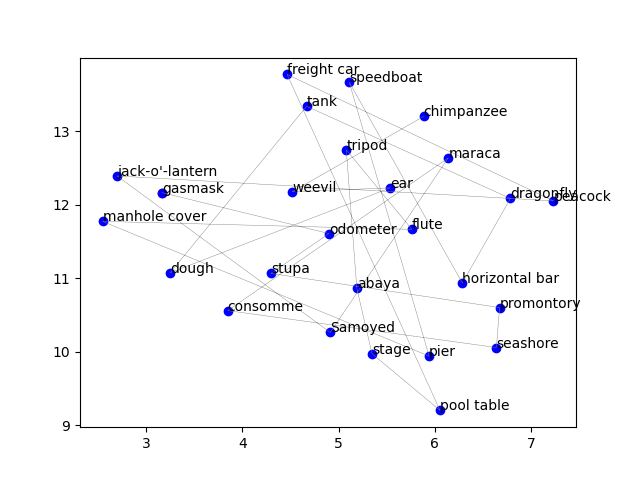 freight car
speedboat
tank
chimpanzee
13
tripod
maraca
jack-o'-lantern
gasmask
weevil
ear
dragonfly
peacock
12
manhole cover
odometer
flute
dough
stupa
horizontal bar
11
abaya
consomme
promontory
Samoyed
seashore
10
stage
pier
pool table
9
3 4 5 6 7